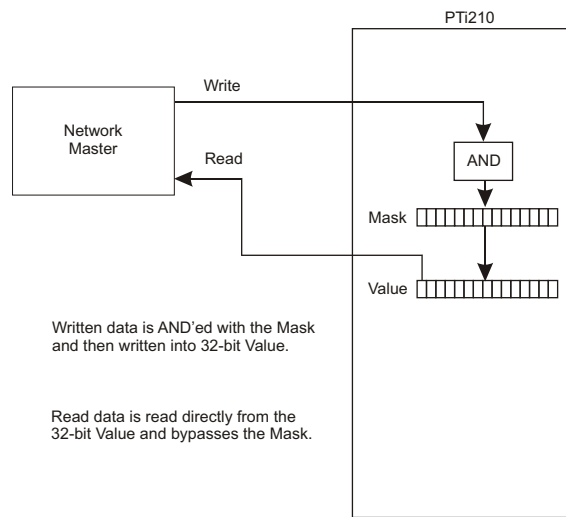 PTi210
Write
Network
Master
Read
AND
Mask
Value
Written data is AND'ed with the Mask
and then written into 32-bit Value.
Read data is read directly from the
32-bit Value and bypasses the Mask.